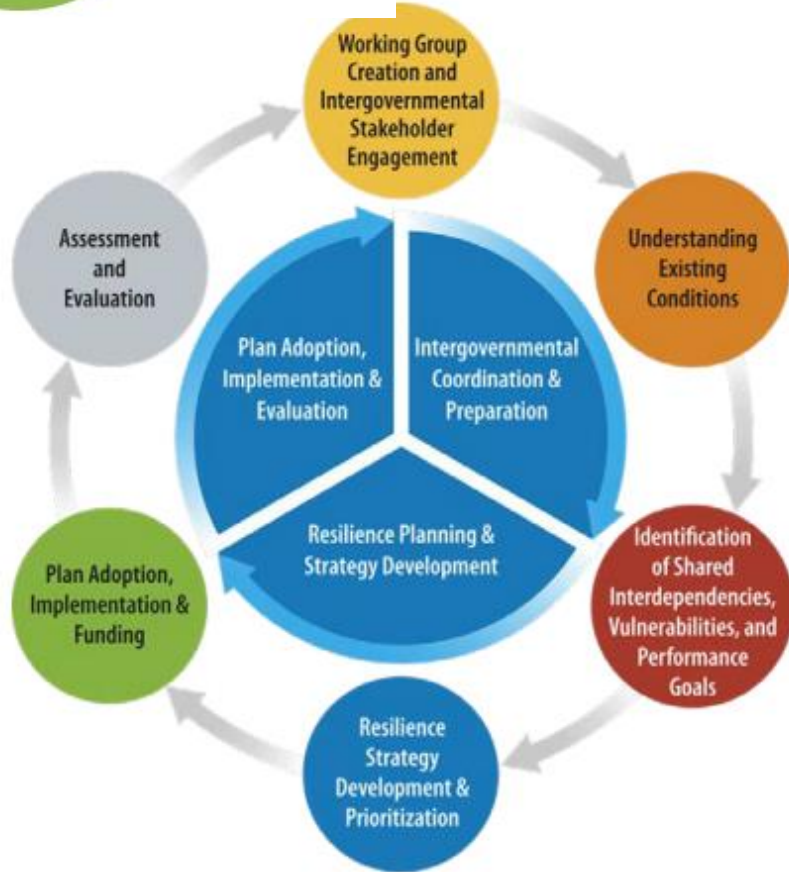 Working Group
Creation and
Intergovernmental
Stakeholder
Engagement
Understanding
Existing
Conditions
Identification
of Shared
Interdependencies,
Vulnerabilities, and
Performance
Goals
Resilience
Strategy
Development &
Prioritization
Plan Adoption,
Implementation &
Funding
Assessment
and
Evaluation
Intergovernmental
Coordination &
Preparation
Resilience Planning &
Strategy Development
Plan Adoption,
Implementation &
Evaluation